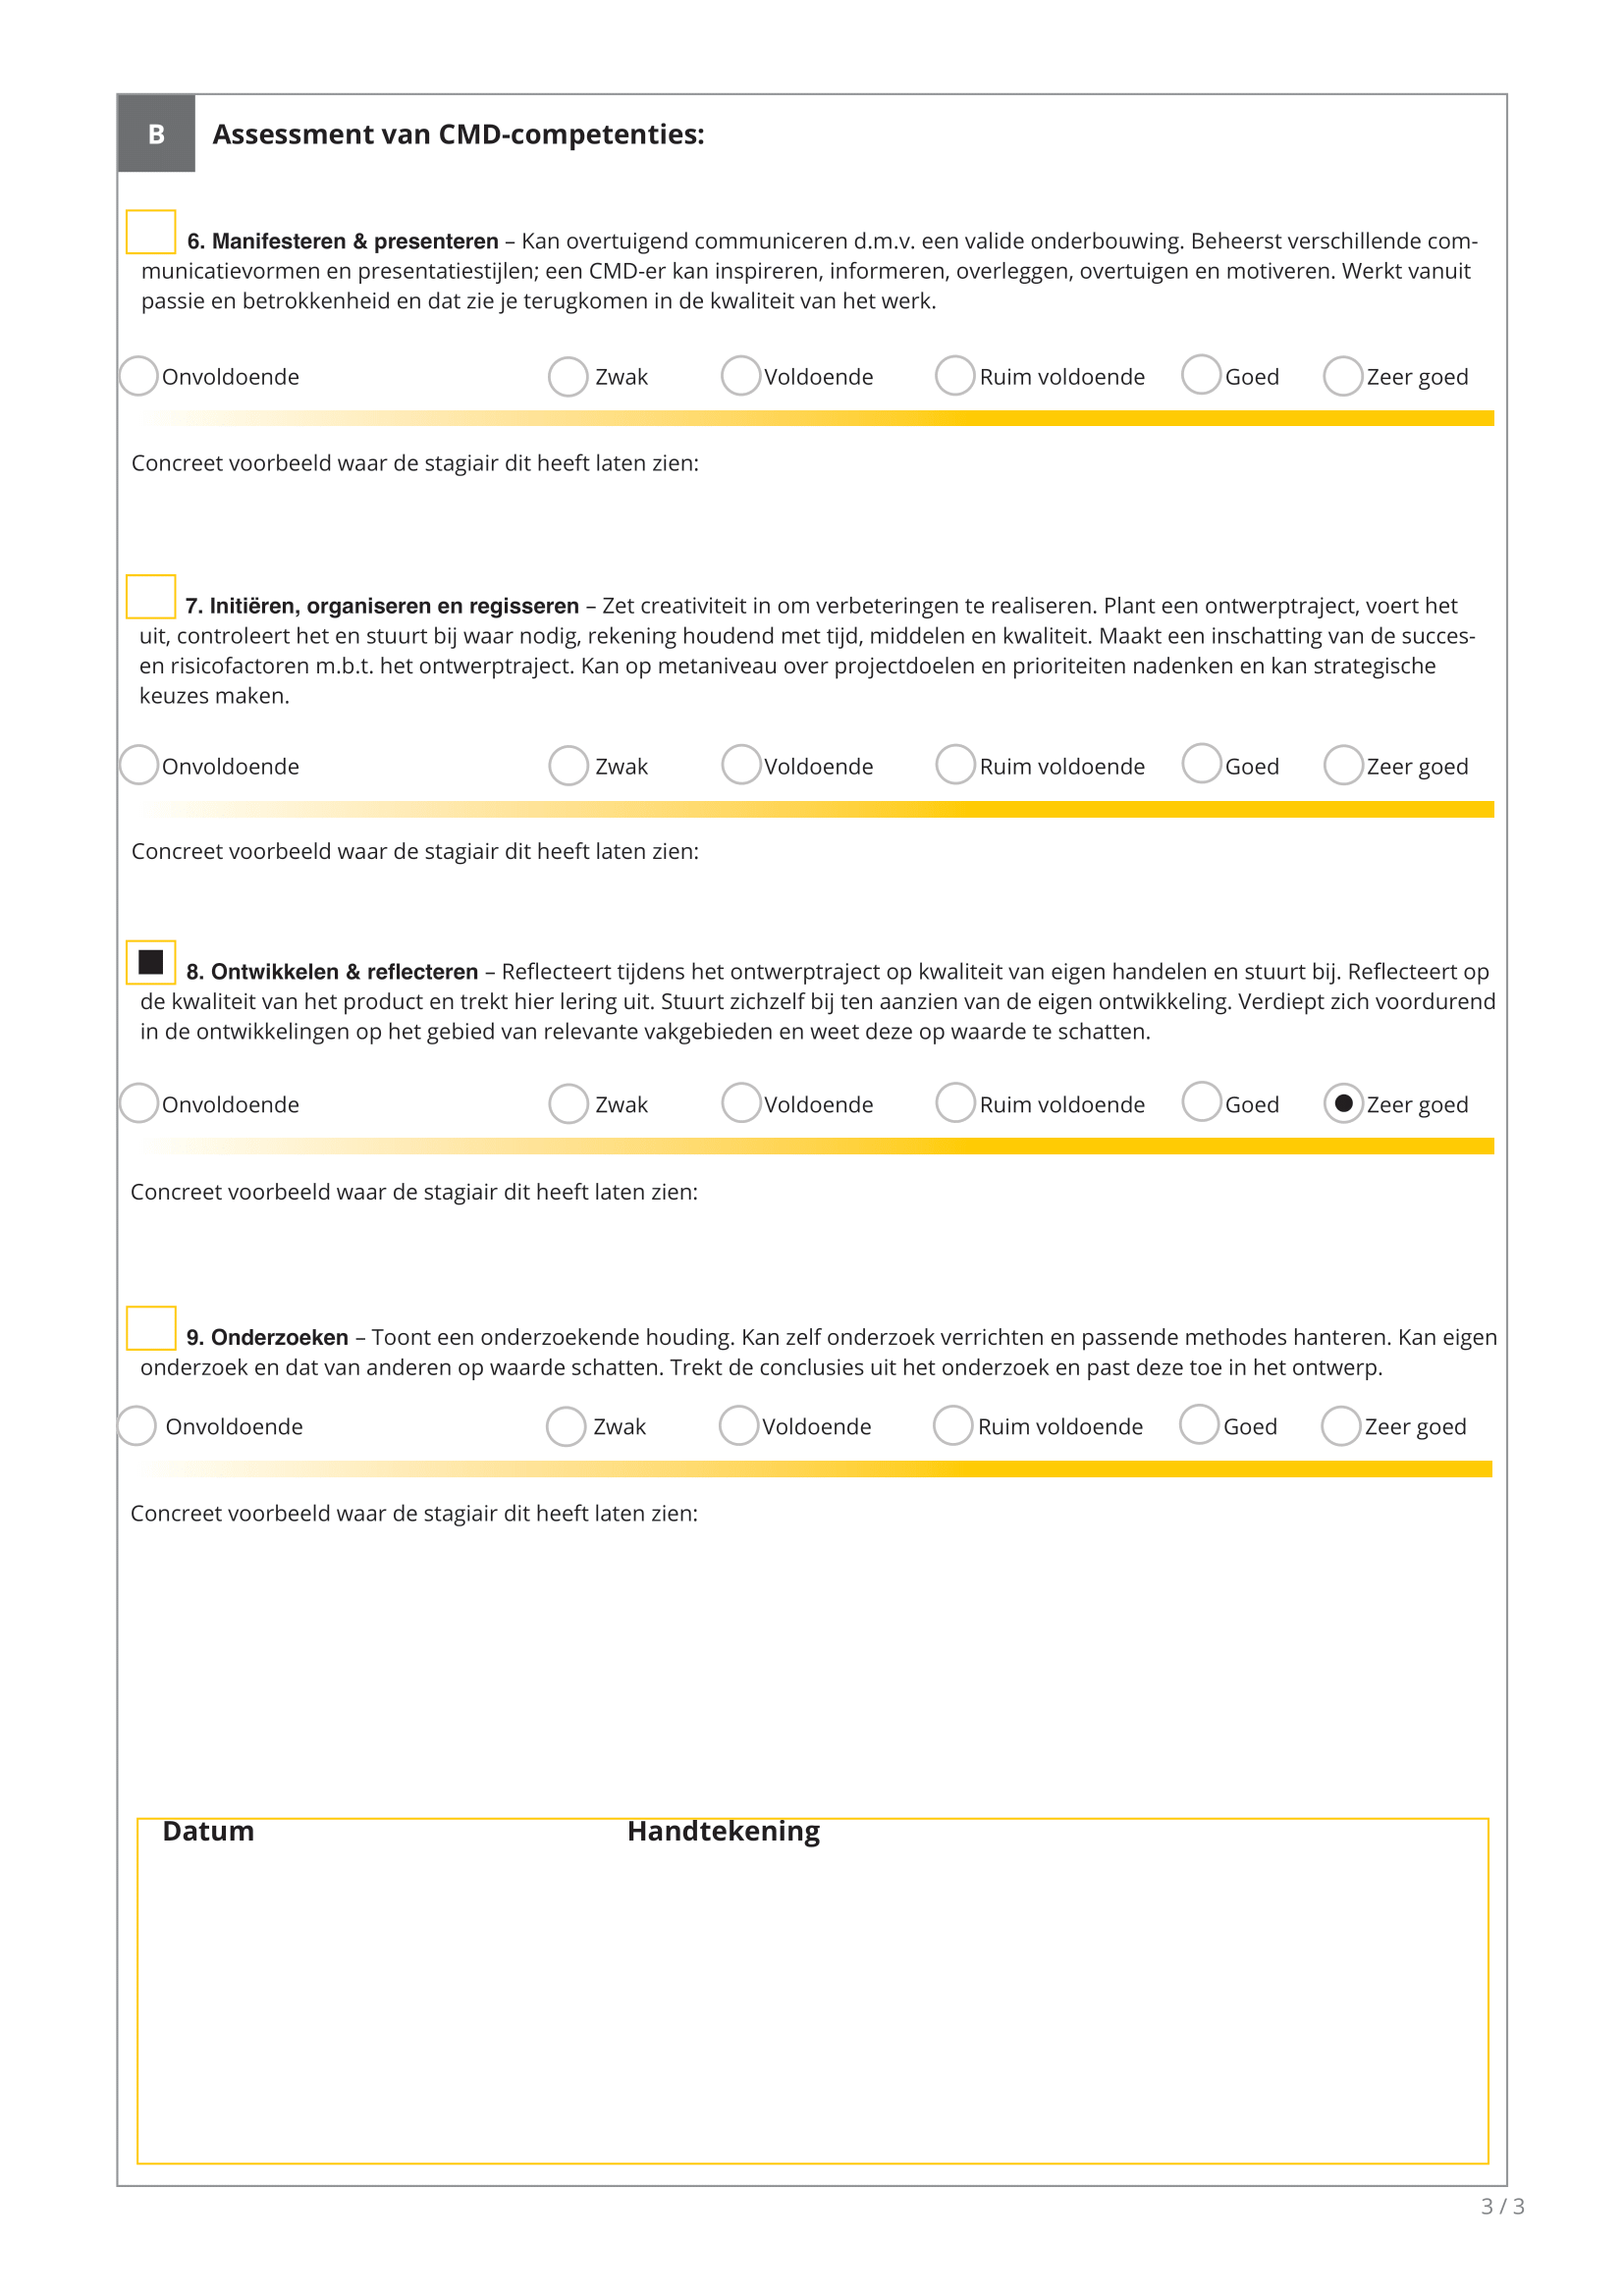 B Assessment van CMD-competenties:
6. Manifesteren & presenteren – Kan overtuigend communiceren d.m.v. een valide onderbouwing. Beheerst verschillende com-
municatievormen en presentatiestijlen; een CMD-er kan inspireren, informeren, overleggen, overtuigen en motiveren. Werkt vanuit
passie en betrokkenheid en dat zie je terugkomen in de kwaliteit van het werk.
Onvoldoende Zwak Voldoende Ruim voldoende Goed Zeer goed
Concreet voorbeeld waar de stagiair dit heeft laten zien:
7. Initiëren, organiseren en regisseren – Zet creativiteit in om verbeteringen te realiseren. Plant een ontwerptraject, voert het
uit, controleert het en stuurt bij waar nodig, rekening houdend met tijd, middelen en kwaliteit. Maakt een inschatting van de succes-
en risicofactoren m.b.t. het ontwerptraject. Kan op metaniveau over projectdoelen en prioriteiten nadenken en kan strategische
keuzes maken.
Onvoldoende Zwak Voldoende Ruim voldoende Goed Zeer goed
Concreet voorbeeld waar de stagiair dit heeft laten zien:
8. Ontwikkelen & reflecteren – Reflecteert tijdens het ontwerptraject op kwaliteit van eigen handelen en stuurt bij. Reflecteert op
de kwaliteit van het product en trekt hier lering uit. Stuurt zichzelf bij ten aanzien van de eigen ontwikkeling. Verdiept zich voordurend
in de ontwikkelingen op het gebied van relevante vakgebieden en weet deze op waarde te schatten.
Onvoldoende Zwak Voldoende Ruim voldoende Goed Zeer goed
Concreet voorbeeld waar de stagiair dit heeft laten zien:
9. Onderzoeken – Toont een onderzoekende houding. Kan zelf onderzoek verrichten en passende methodes hanteren. Kan eigen
onderzoek en dat van anderen op waarde schatten. Trekt de conclusies uit het onderzoek en past deze toe in het ontwerp.
Onvoldoende Zwak Voldoende Ruim voldoende Goed Zeer goed
Concreet voorbeeld waar de stagiair dit heeft laten zien:
Datum Handtekening
3 / 3